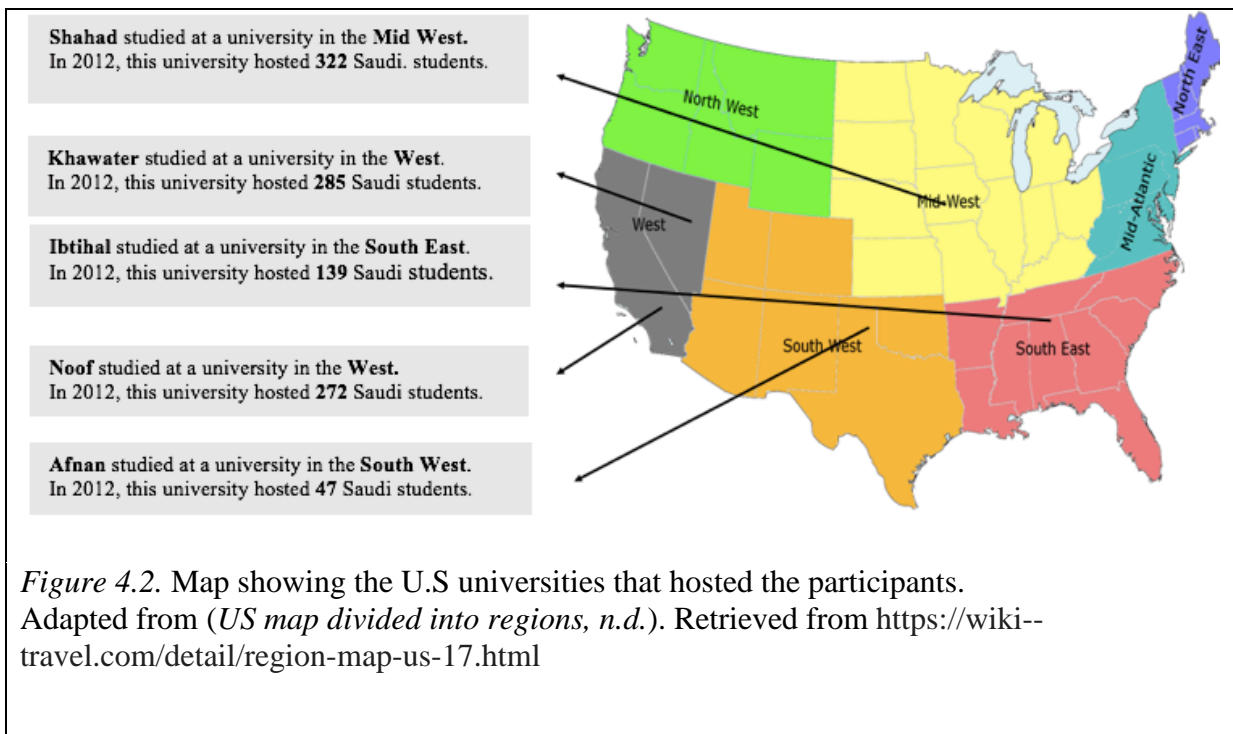 Shahad studied at a university in the Mid West.
In 2012, this university hosted 322 Saudi. students.
Khawater studied at a university in the West.
In 2012, this university hosted 285 Saudi students.
Ibtihal studied at a university in the South East.
In 2012, this university hosted 139 Saudi students.
Noof studied at a university in the West.
In 2012, this university hosted 272 Saudi students.
Afnan studied at a university in the South West.
In 2012, this university hosted 47 Saudi students.
North West
North East
Mid-West
Mid-Atlantic
West
South West
South East
Figure 4.2. Map showing the U.S universities that hosted the participants.
Adapted from (US map divided into regions, n.d.). Retrieved from https://wiki--
travel.com/detail/region-map-us-17.html